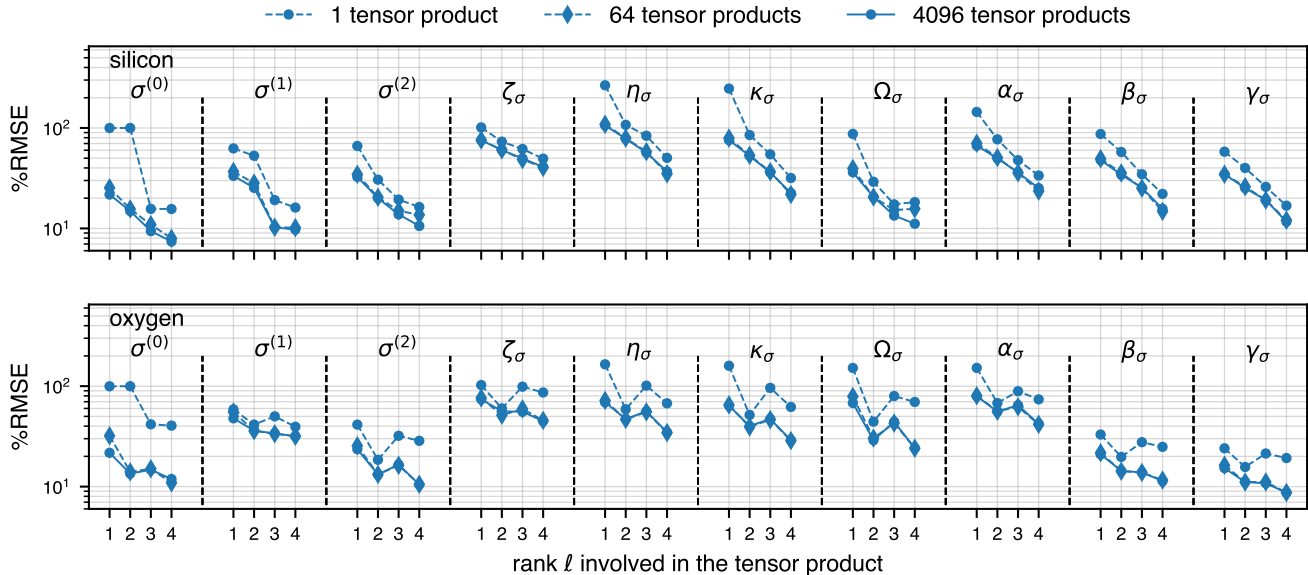 1 tensor product 64 tensor products 4096 tensor products
silicon
σ(0) σ(1) σ(2) ζσ ησ κσ Ωσ ασ βσ γσ
%RMSE
10²
10¹
oxygen
σ(0) σ(1) σ(2) ζσ ησ κσ Ωσ ασ βσ γσ
%RMSE
10²
10¹
1 2 3 4 1 2 3 4 1 2 3 4 1 2 3 4 1 2 3 4 1 2 3 4 1 2 3 4 1 2 3 4 1 2 3 4 1 2 3 4
rank ℓ involved in the tensor product